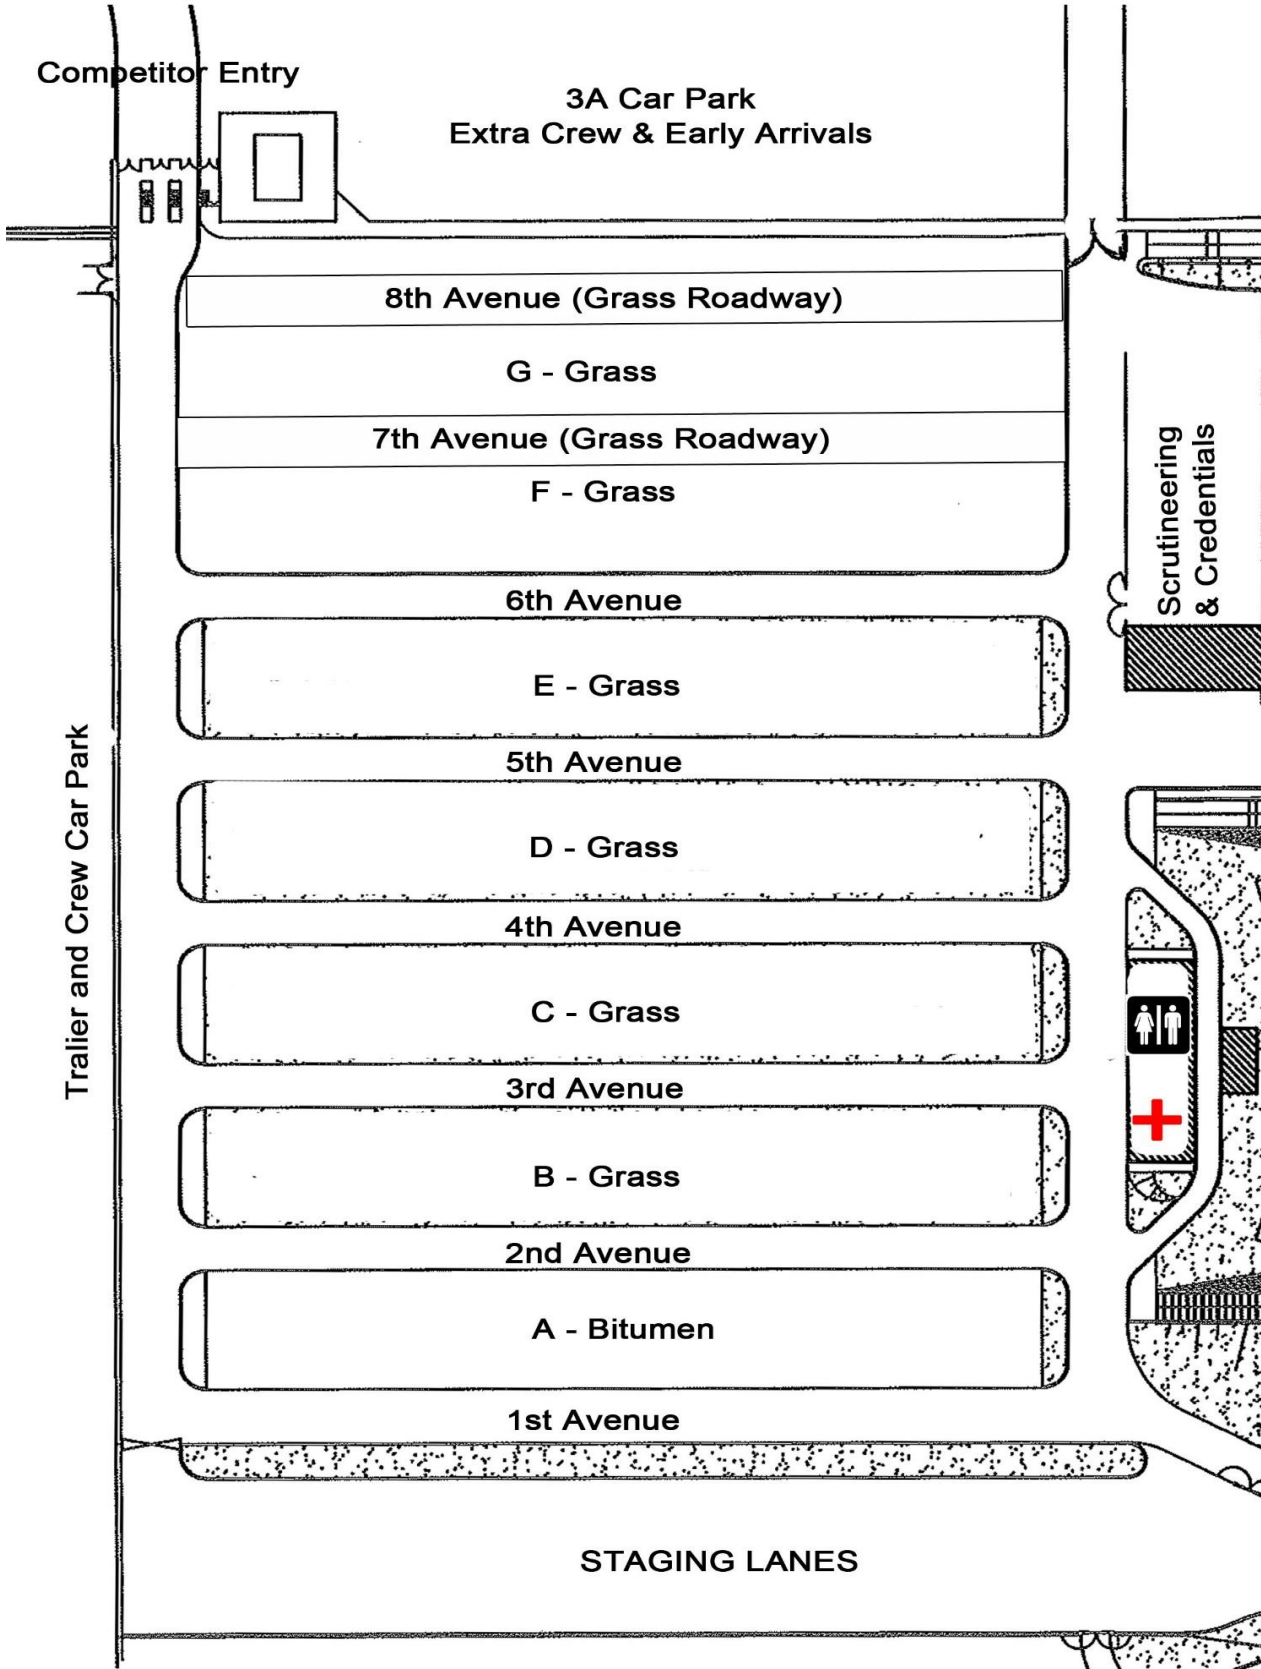 Competitor Entry
3A Car Park
Extra Crew & Early Arrivals
8th Avenue (Grass Roadway)
G - Grass
7th Avenue (Grass Roadway)
F - Grass
Scrutineering
& Credentials
6th Avenue
E - Grass
5th Avenue
Tralier and Crew Car Park
D - Grass
4th Avenue
C - Grass
3rd Avenue
B - Grass
2nd Avenue
A - Bitumen
1st Avenue
STAGING LANES